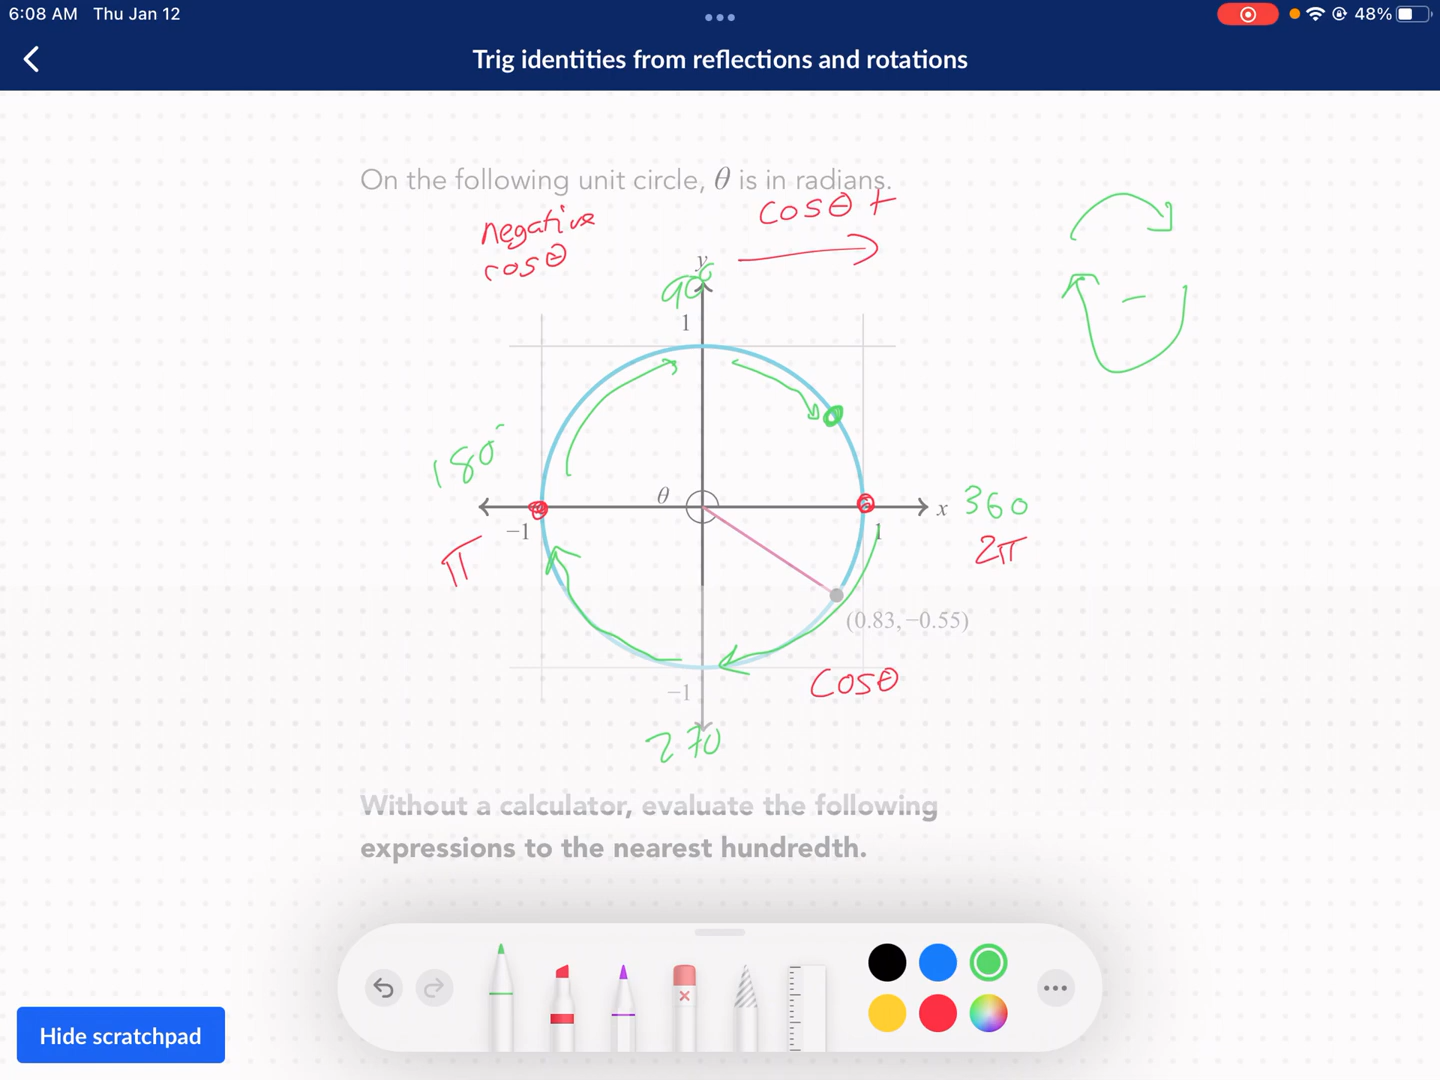 6:08 AM Thu Jan 12
48%
Trig identities from reflections and rotations
On the following unit circle, θ is in radians.
negative
cosθ
cosθ +
y
90°
1
180°
θ
x
360
−1
1
π
2π
−
(0.83, −0.55)
−1
cosθ
270
Without a calculator, evaluate the following
expressions to the nearest hundredth.
Hide scratchpad